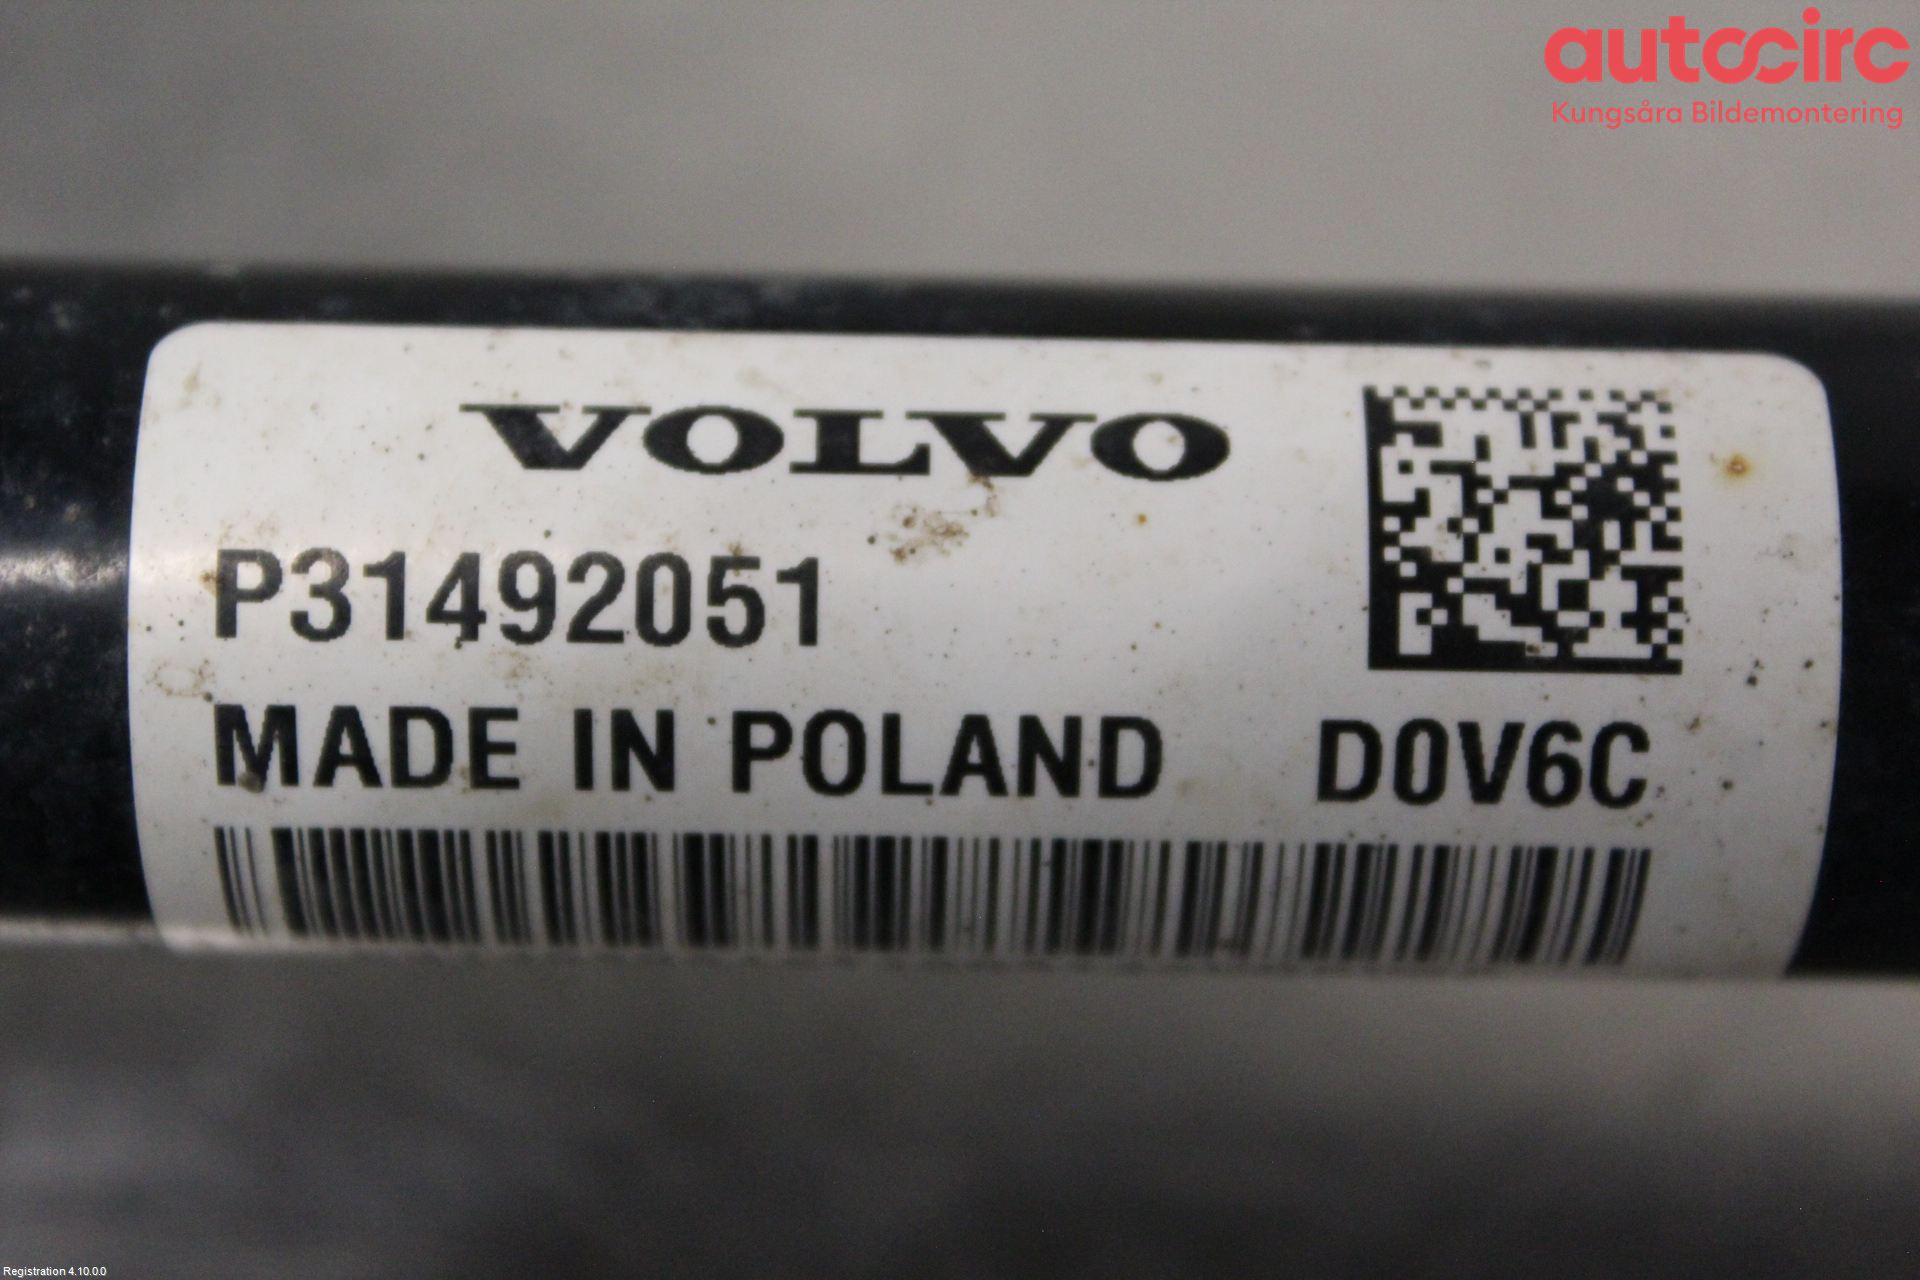 autocirc
Kungsåra Bildemontering
VOLVO
P31492051
MADE IN POLAND D0V6C
Registration 4.10.0.0